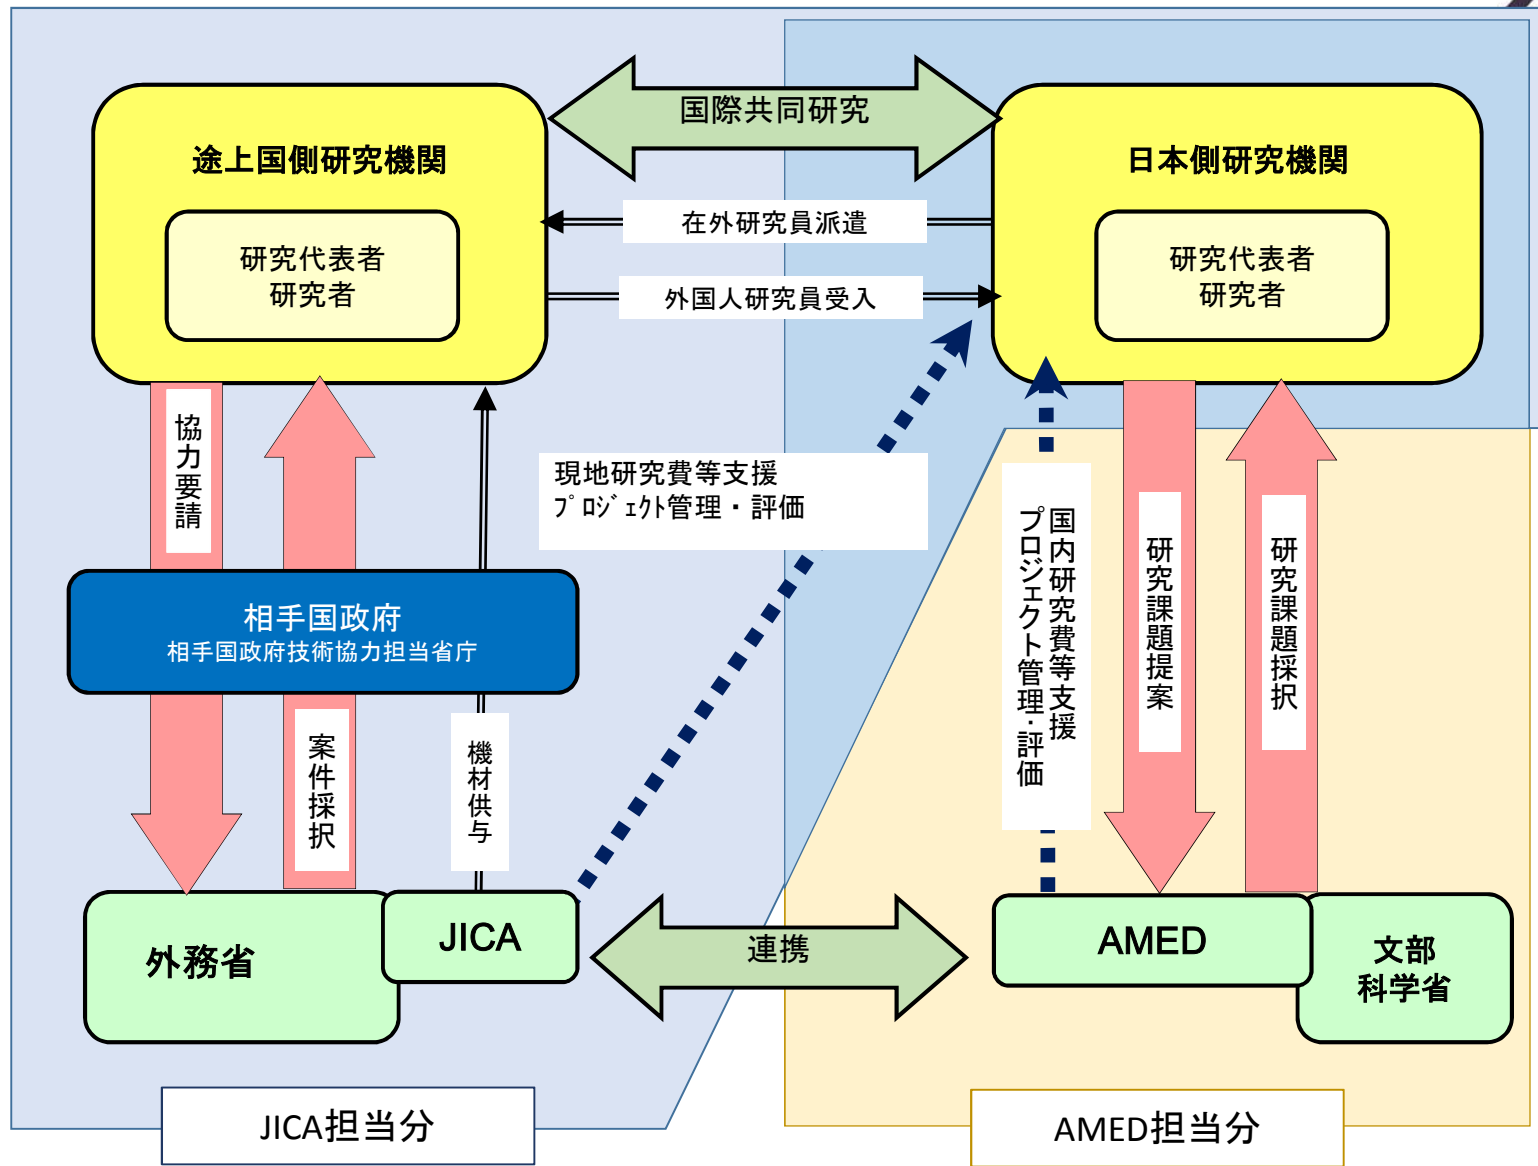 国際共同研究
途上国側研究機関
研究代表者
研究者
日本側研究機関
研究代表者
研究者
在外研究員派遣
外国人研究員受入
協力要請
現地研究費等支援
ﾌﾟﾛｼﾞｪｸﾄ管理・評価
国内研究費等支援
プロジェクト管理・評価
研究課題提案
研究課題採択
相手国政府
相手国政府技術協力担当省庁
案件採択
機材供与
外務省
JICA
連携
AMED
文部
科学省
JICA担当分
AMED担当分